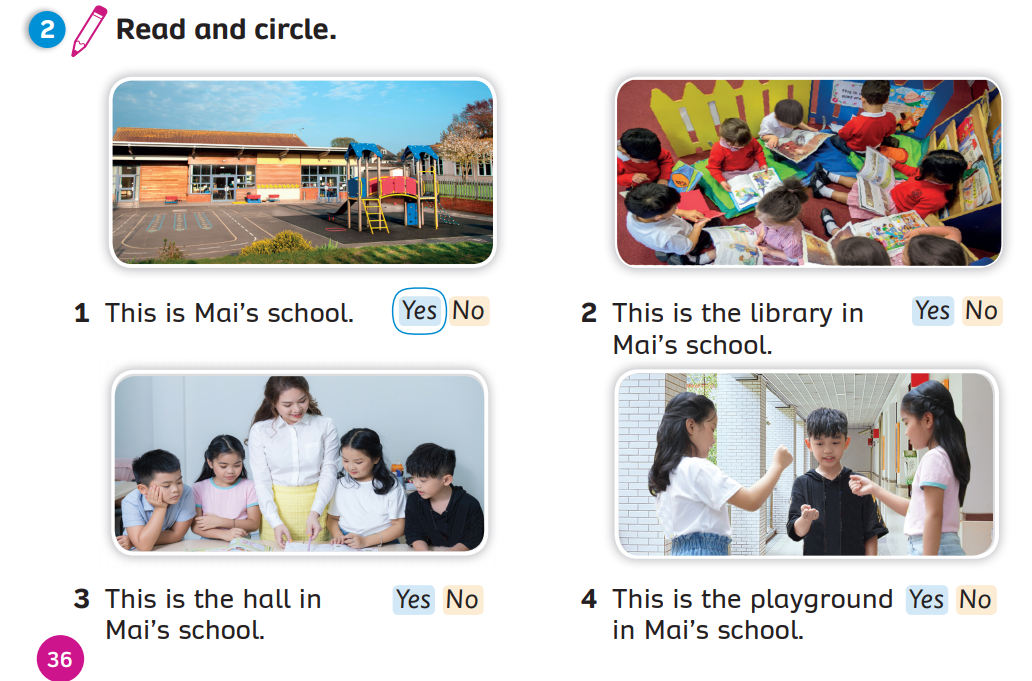 2 Read and circle.
1 This is Mai's school. Yes No
2 This is the library in Yes No
Mai's school.
3 This is the hall in Yes No
Mai's school.
4 This is the playground Yes No
in Mai's school.
36